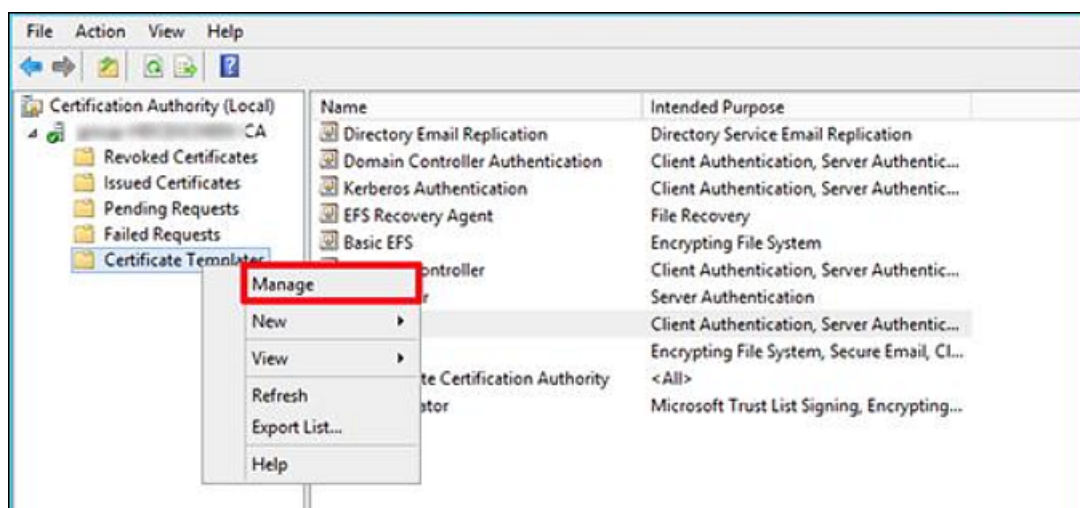 File Action View Help
Certification Authority (Local)
CA
Revoked Certificates
Issued Certificates
Pending Requests
Failed Requests
Certificate Templates
Manage
New
View
Refresh
Export List...
Help
Name Intended Purpose
Directory Email Replication Directory Service Email Replication
Domain Controller Authentication Client Authentication, Server Authentic...
Kerberos Authentication Client Authentication, Server Authentic...
EFS Recovery Agent File Recovery
Basic EFS Encrypting File System
ontroller Client Authentication, Server Authentic...
r Server Authentication
Client Authentication, Server Authentic...
Encrypting File System, Secure Email, Cl...
te Certification Authority <All>
ator Microsoft Trust List Signing, Encrypting...